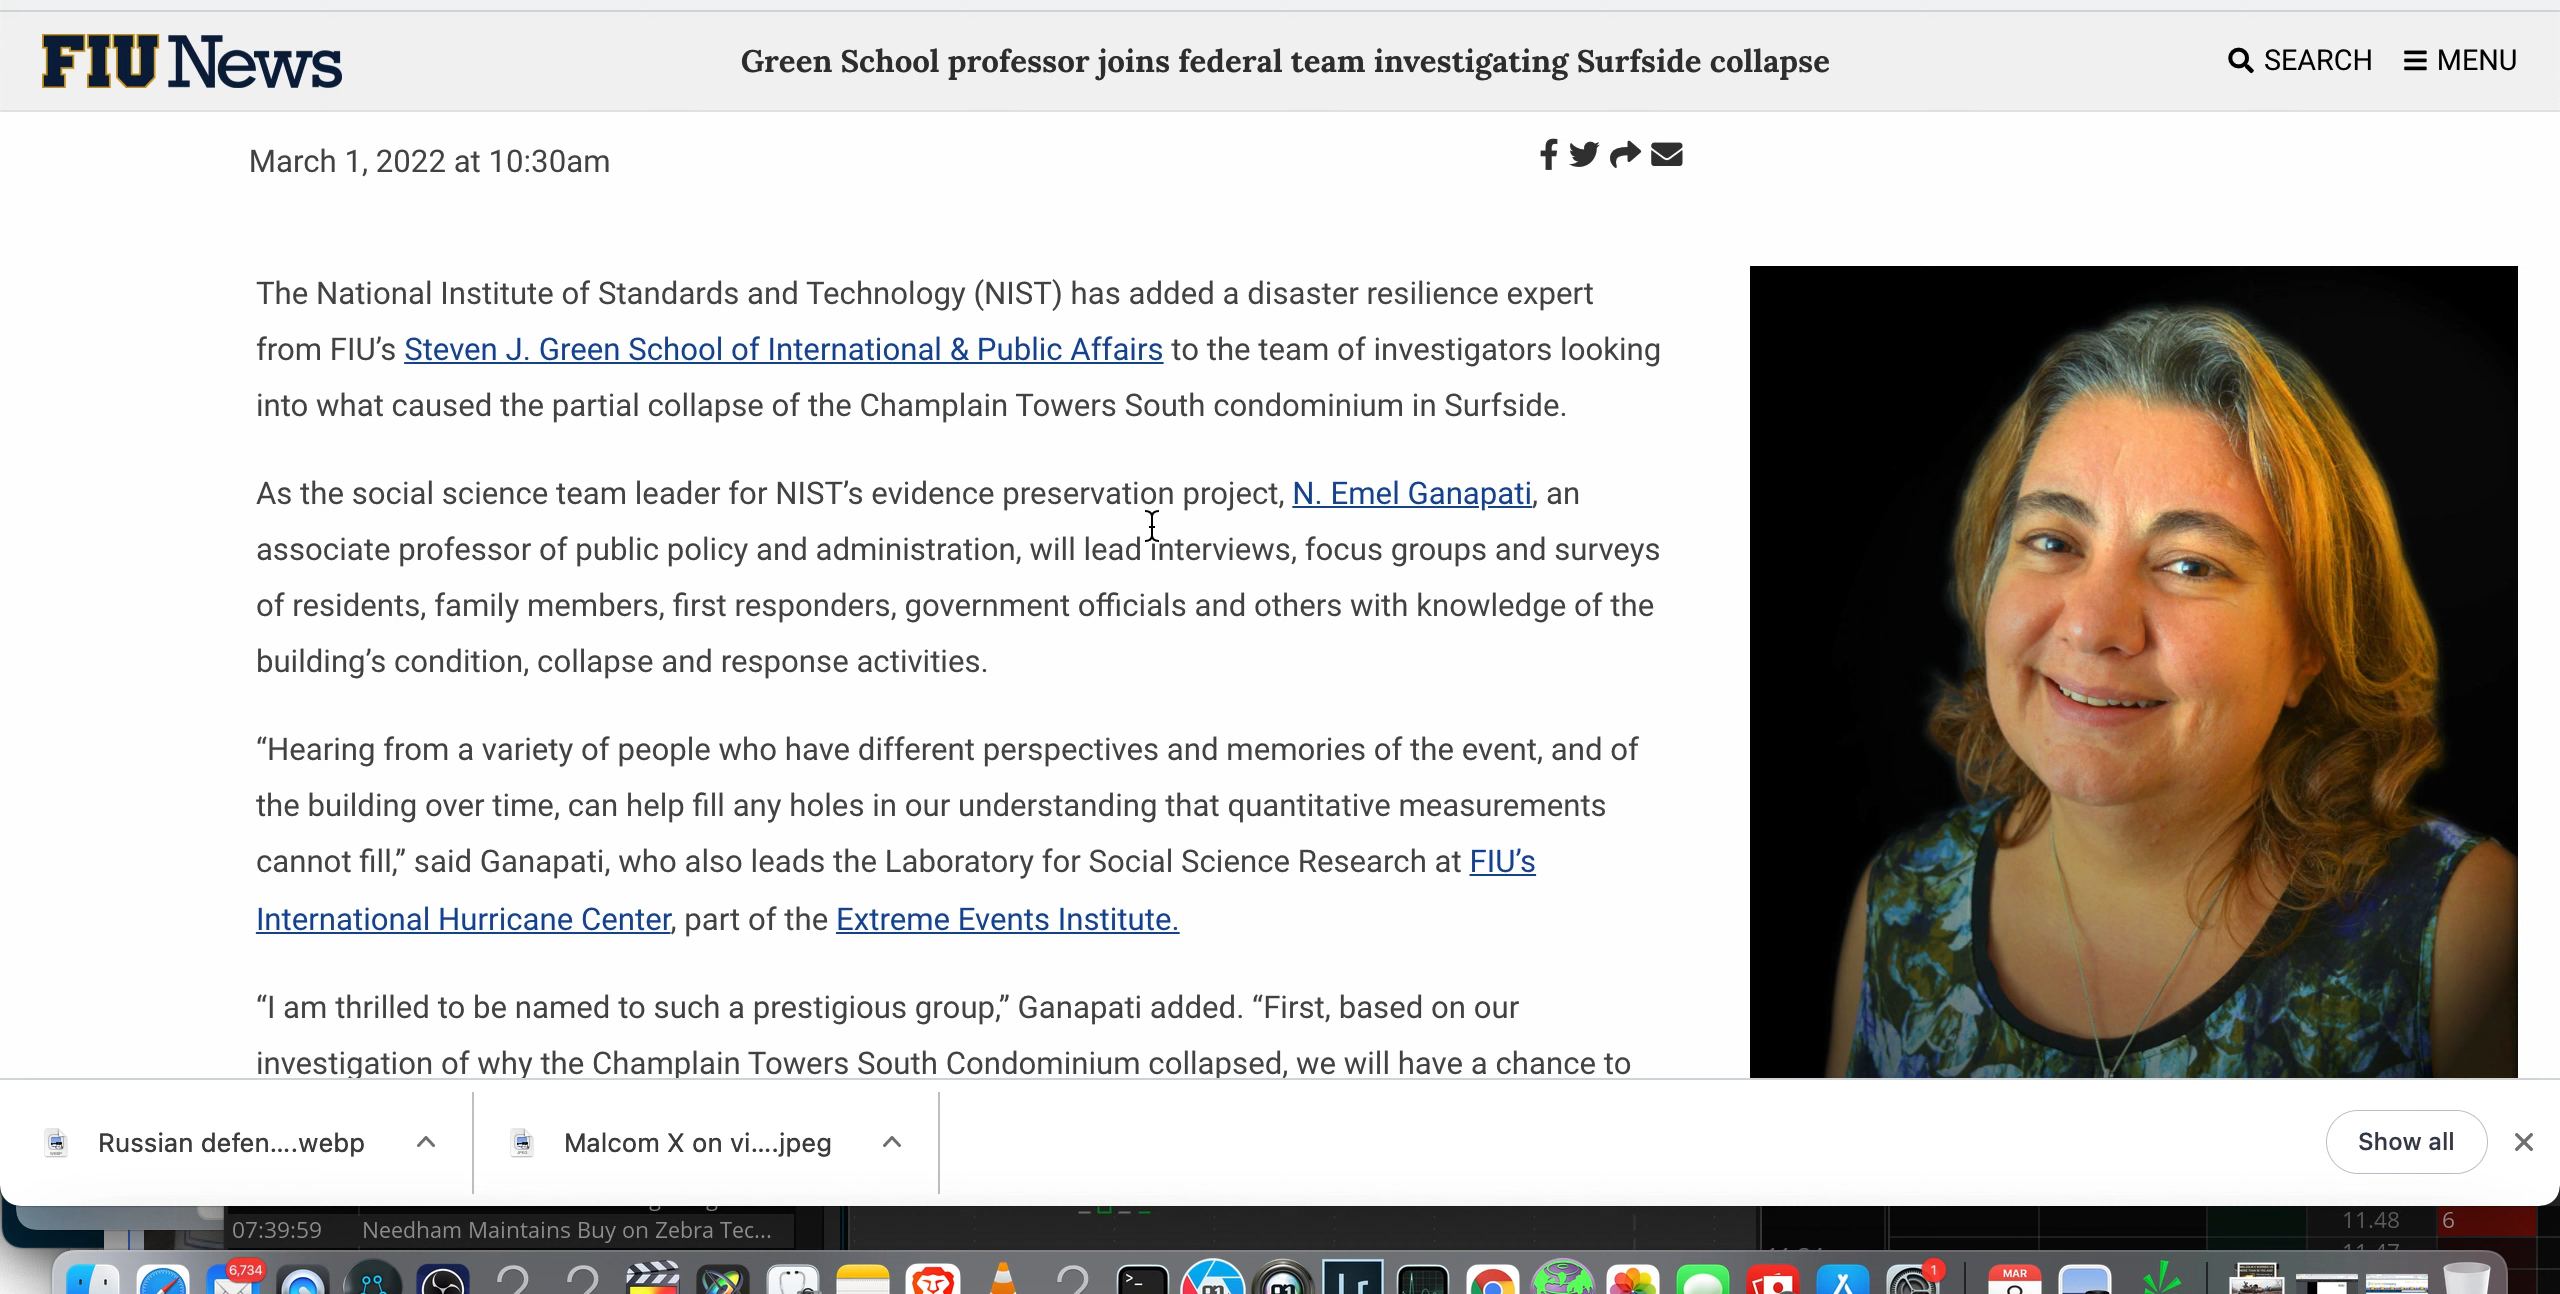 FIU News
Green School professor joins federal team investigating Surfside collapse
SEARCH
MENU
March 1, 2022 at 10:30am
The National Institute of Standards and Technology (NIST) has added a disaster resilience expert
from FIU’s Steven J. Green School of International & Public Affairs to the team of investigators looking
into what caused the partial collapse of the Champlain Towers South condominium in Surfside.
As the social science team leader for NIST’s evidence preservation project, N. Emel Ganapati, an
associate professor of public policy and administration, will lead interviews, focus groups and surveys
of residents, family members, first responders, government officials and others with knowledge of the
building’s condition, collapse and response activities.
“Hearing from a variety of people who have different perspectives and memories of the event, and of
the building over time, can help fill any holes in our understanding that quantitative measurements
cannot fill,” said Ganapati, who also leads the Laboratory for Social Science Research at FIU’s
International Hurricane Center, part of the Extreme Events Institute.
“I am thrilled to be named to such a prestigious group,” Ganapati added. “First, based on our
investigation of why the Champlain Towers South Condominium collapsed, we will have a chance to
Russian defen....webp
Malcom X on vi....jpeg
Show all
07:39:59 Needham Maintains Buy on Zebra Tec...
11.48 6
6,734
Lr
1
MAR